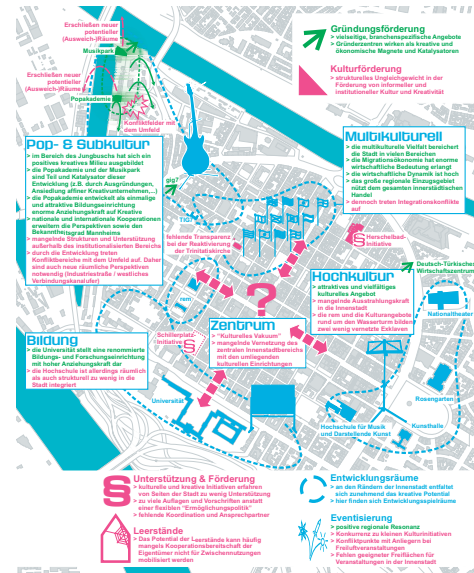 Erschließen neuer
potentieller
(Ausweich-)Räume
Musikpark
Erschließen neuer
potentieller
(Ausweich-)Räume
Popakademie
Konfliktfelder mit
dem Umfeld
Gründungsförderung
> vielseitige, branchenspezifische Angebote
> Gründerzentren wirken als kreative und
ökonomische Magnete und Katalysatoren
Kulturförderung
> strukturelles Ungleichgewicht in der
Förderung von informeller und
institutioneller Kultur und Kreativität
Pop- & Subkultur
> im Bereich des Jungbuschs hat sich ein
positives kreatives Milieu ausgebildet
> die Popakademie und der Musikpark
sind Teil und Katalysator dieser
Entwicklung (z.B. durch Ausgründungen,
Ansiedlung affiner Kreativunternehmen,...)
> die Popakademie entwickelt als einmalige
und attraktive Bildungseinrichtung
enorme Anziehungskraft auf Kreative
> nationale und internationale Kooperationen
erweitern die Perspektiven sowie den
Bekanntheitsgrad Mannheims
> mangelnde Strukturen und Unterstützung
außerhalb des institutionalisierten Bereichs
> durch die Entwicklung treten
Konfliktbereiche mit dem Umfeld auf. Daher
sind auch neue räumliche Perspektiven
notwendig (Industriestraße / westliches
Verbindungskanalufer)
Multikulturell
> die multikulturelle Vielfalt bereichert
die Stadt in vielen Bereichen
> die Migrationsökonomie hat enorme
wirtschaftliche Bedeutung erlangt
> die wirtschaftliche Dynamik ist hoch
> das große regionale Einzugsgebiet
nützt dem gesamten innerstädtischen
Handel
> dennoch treten Integrationskonflikte
auf
gig7
TIG7
fehlende Transparenz
bei der Reaktivierung
der Trinitatiskirche
Herschelbad-
Initiative
Deutsch-Türkisches
Wirtschaftszentrum
rem
?
Hochkultur
> attraktives und vielfältiges
kulturelles Angebot
> mangelnde Ausstrahlungskraft
in die Innenstadt
> die rem und die Kulturangebote
rund um den Wasserturm bilden
zwei wenig vernetzte Exklaven
Nationaltheater
Zentrum
> "Kulturelles Vakuum"
> mangelnde Vernetzung des
zentralen Innenstadtbereichs
mit den umliegenden
kulturellen Einrichtungen
Schillerplatz-
Initiative
Bildung
> die Universität stellt eine renommierte
Bildungs- und Forschungseinrichtung
mit hoher Anziehungskraft dar
> die Hochschule ist allerdings räumlich
als auch strukturell zu wenig in die
Stadt integriert
Universität
Rosengarten
Kunsthalle
Hochschule für Musik
und Darstellende Kunst
§
Unterstützung & Förderung
> kulturelle und kreative Initiativen erfahren
von Seiten der Stadt zu wenig Unterstützung
> zu viele Auflagen und Vorschriften anstatt
einer flexiblen "Ermöglichungspolitik"
> fehlende Koordination und Ansprechpartner
Leerstände
> Das Potential der Leerstände kann häufig
mangels Kooperationsbereitschaft der
Eigentümer nicht für Zwischennutzungen
mobilisiert werden
Entwicklungsräume
> an den Rändern der Innenstadt entfaltet
sich zunehmend das kreative Potential
> hier finden sich Entwicklungsspielräume
Eventisierung
> positive regionale Resonanz
> Konkurrenz zu kleinen Kulturinitiativen
> Konfliktpunkte mit Anliegern bei
Freiluftveranstaltungen
> Fehlen geeigneter Freiflächen für
Veranstaltungen in der Innenstadt